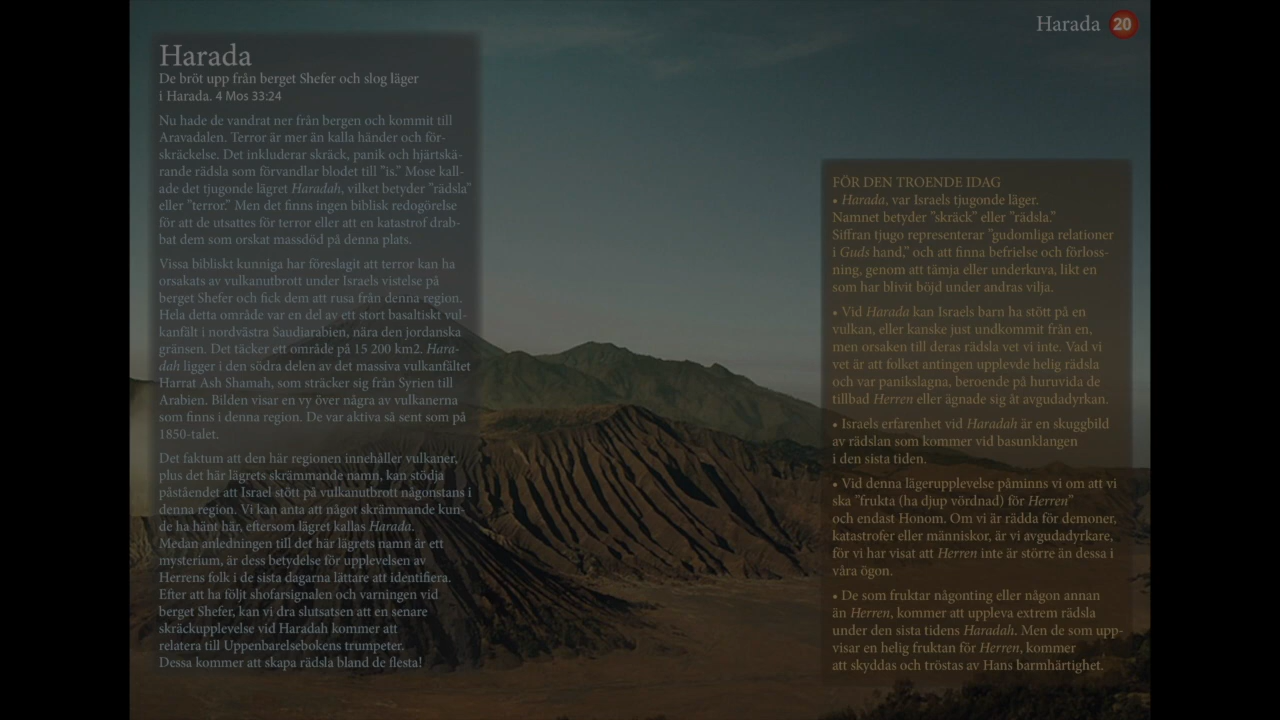 Harada 20
Harada
De bröt upp från berget Shefer och slog läger
i Harada. 4 Mos 33:24
Nu hade de vandrat ner från bergen och kommit till
Aravadalen. Terror är mer än kalla händer och för-
skräckelse. Det inkluderar skräck, panik och hjärtskä-
rande rädsla som förvandlar blodet till ”is.” Mose kall-
ade det tjugonde lägret Haradah, vilket betyder ”rädsla”
eller ”terror.” Men det finns ingen biblisk redogörelse
för att de utsattes för terror eller att en katastrof drab-
bat dem som orskat massdöd på denna plats.
Vissa bibliskt kunniga har föreslagit att terror kan ha
orsakats av vulkanutbrott under Israels vistelse på
berget Shefer och fick dem att rusa från denna region.
Hela detta område var en del av ett stort basaltiskt vul-
kanfält i nordvästra Saudiarabien, nära den jordanska
gränsen. Det täcker ett område på 15 200 km2. Hara-
dah ligger i den södra delen av det massiva vulkanfältet
Harrat Ash Shamah, som sträcker sig från Syrien till
Arabien. Bilden visar en vy över några av vulkanerna
som finns i denna region. De var aktiva så sent som på
1850-talet.
Det faktum att den här regionen innehåller vulkaner,
plus det här lägrets skrämmande namn, kan stödja
påståendet att Israel stött på vulkanutbrott någonstans i
denna region. Vi kan anta att något skrämmande kun-
de ha hänt här, eftersom lägret kallas Harada.
Medan anledningen till det här lägrets namn är ett
mysterium, är dess betydelse för upplevelsen av
Herrens folk i de sista dagarna lättare att identifiera.
Efter att ha följt shofarsignalen och varningen vid
berget Shefer, kan vi dra slutsatsen att en senare
skräckupplevelse vid Haradah kommer att
relatera till Uppenbarelsebokens trumpeter.
Dessa kommer att skapa rädsla bland de flesta!
FÖR DEN TROENDE IDAG
• Harada, var Israels tjugonde läger.
Namnet betyder ”skräck” eller ”rädsla.”
Siffran tjugo representerar ”gudomliga relationer
i Guds hand,” och att finna befrielse och förloss-
ning, genom att tämja eller underkuva, likt en
som har blivit böjd under andras vilja.
• Vid Harada kan Israels barn ha stött på en
vulkan, eller kanske just undkommit från en,
men orsaken till deras rädsla vet vi inte. Vad vi
vet är att folket antingen upplevde helig rädsla
och var panikslagna, beroende på huruvida de
tillbad Herren eller ägnade sig åt avgudadyrkan.
• Israels erfarenhet vid Haradah är en skuggbild
av rädslan som kommer vid basunklangen
i den sista tiden.
• Vid denna lägerupplevelse påminns vi om att vi
ska ”frukta (ha djup vördnad) för Herren”
och endast Honom. Om vi är rädda för demoner,
katastrofer eller människor, är vi avgudadyrkare,
för vi har visat att Herren inte är större än dessa i
våra ögon.
• De som fruktar någonting eller någon annan
än Herren, kommer att uppleva extrem rädsla
under den sista tidens Haradah. Men de som upp-
visar en helig fruktan för Herren, kommer
att skyddas och tröstas av Hans barmhärtighet.